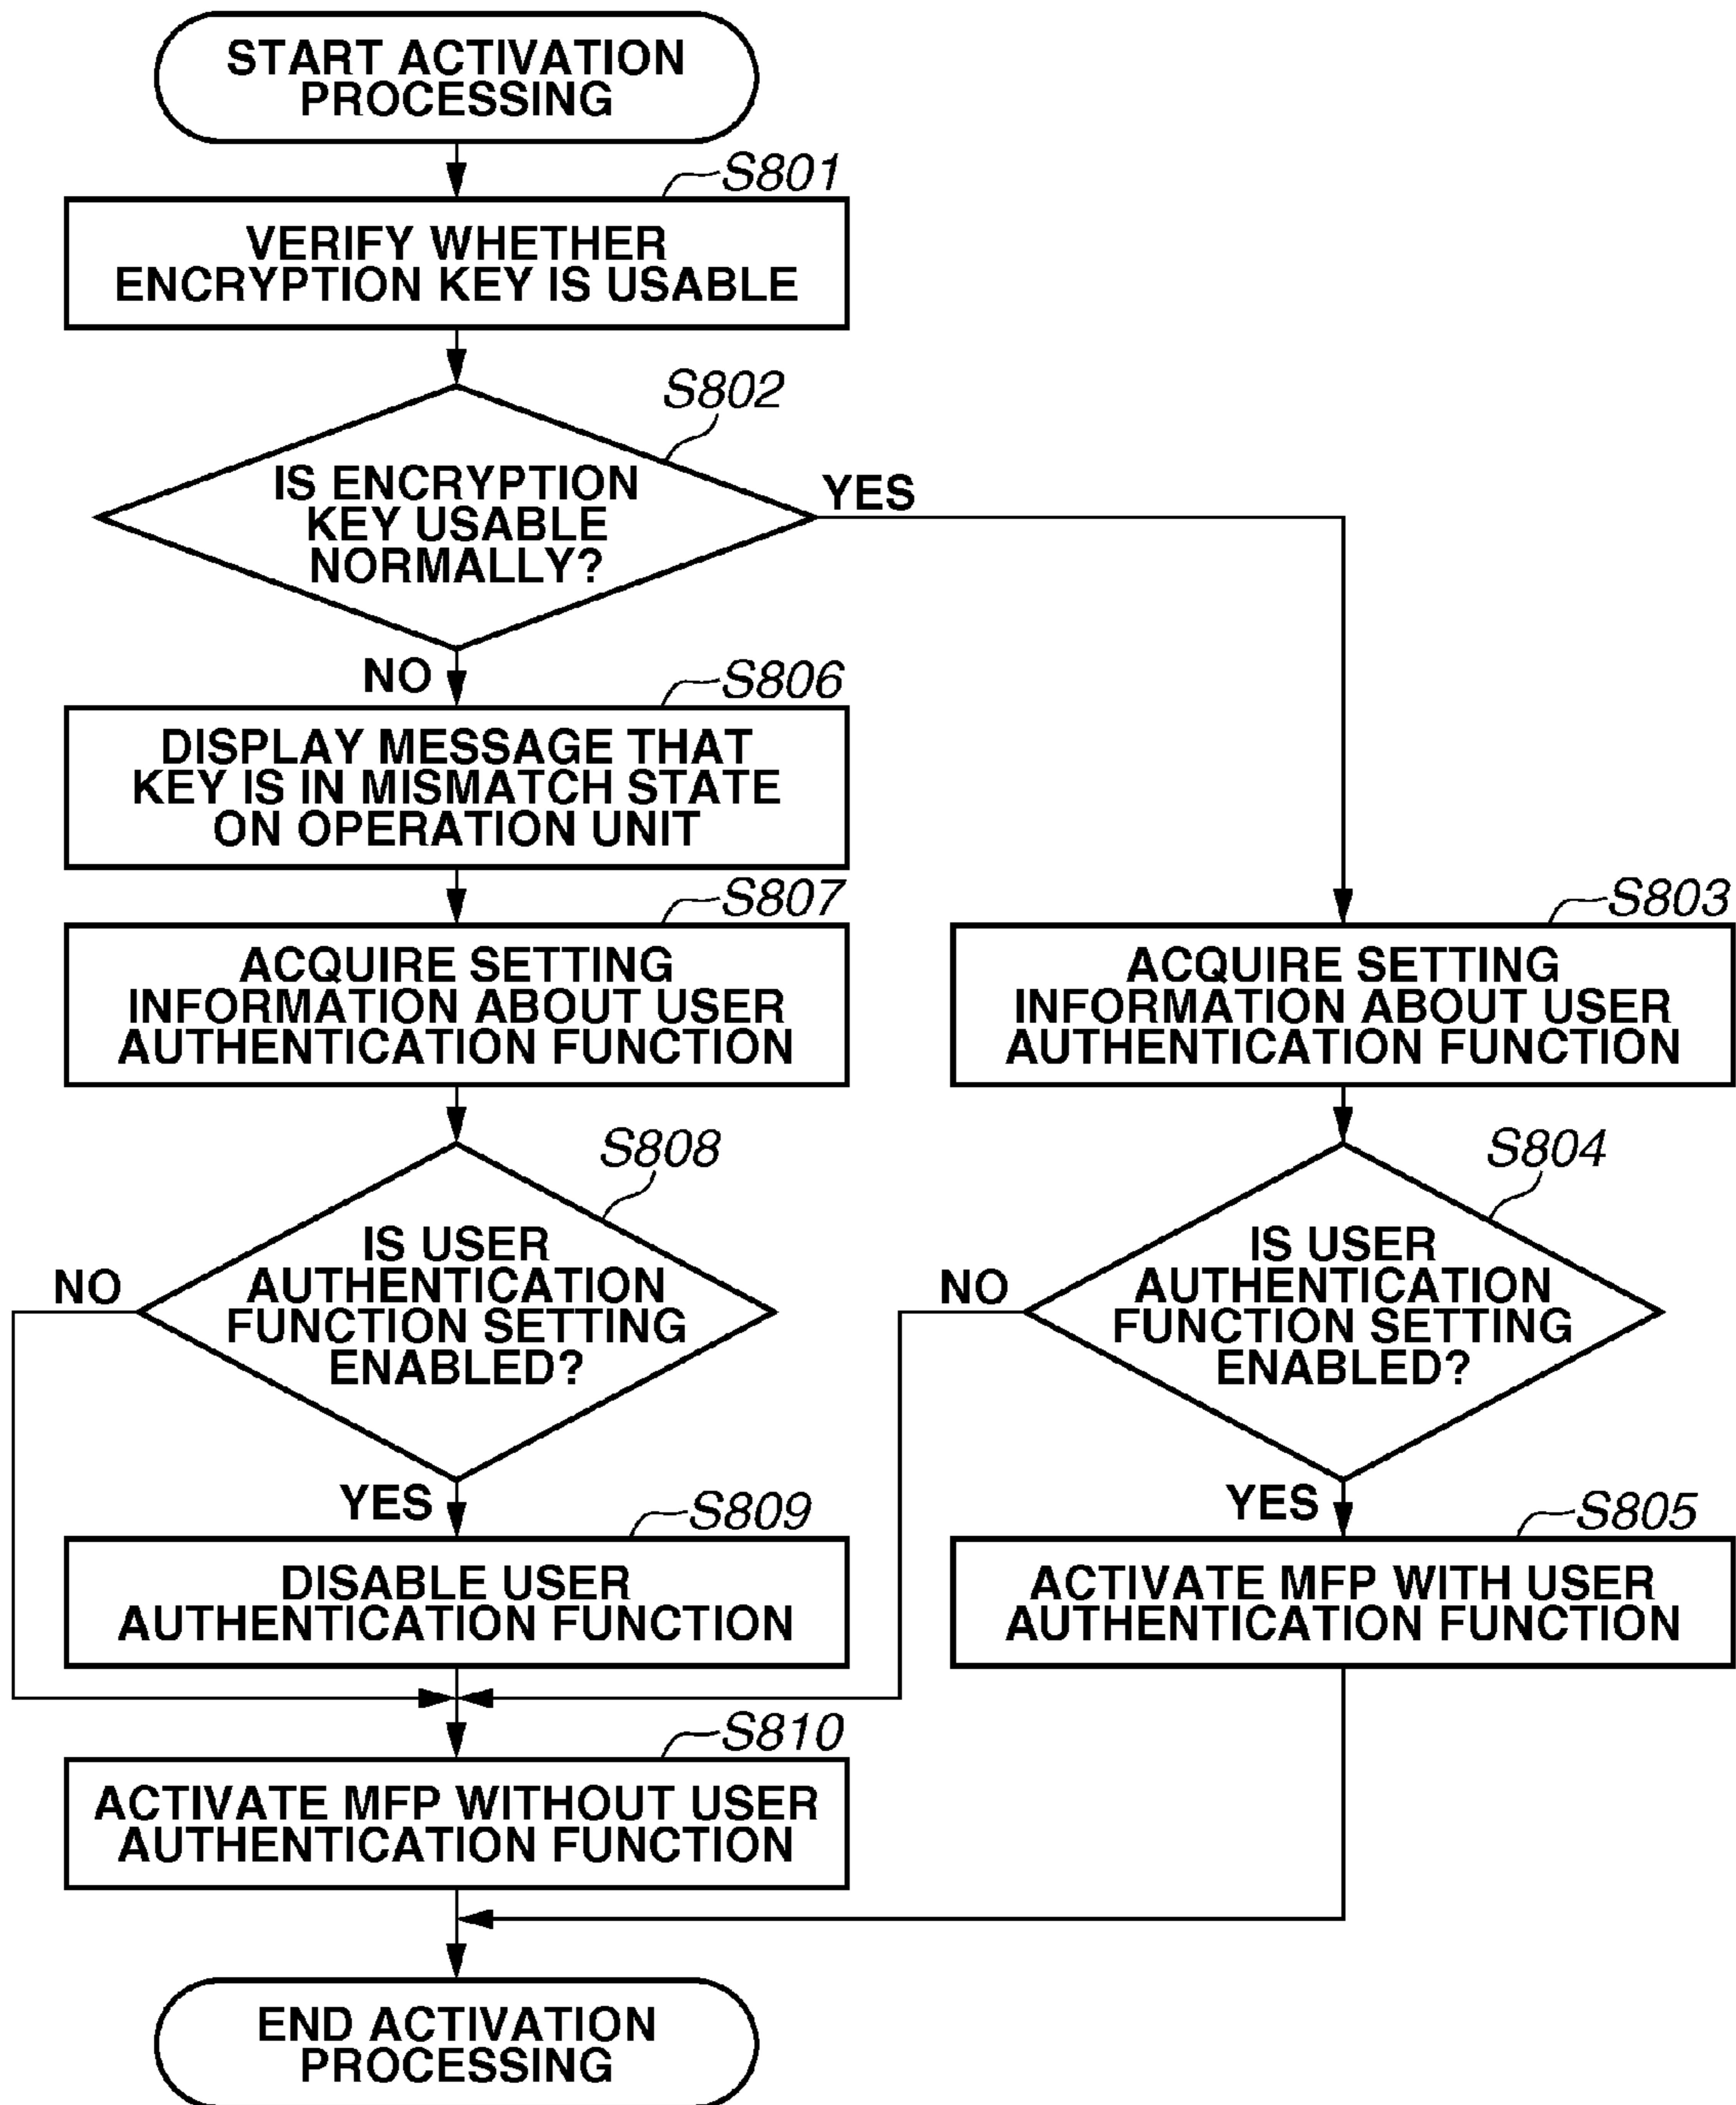 START ACTIVATION
PROCESSING
S801
VERIFY WHETHER
ENCRYPTION KEY IS USABLE
S802
IS ENCRYPTION
KEY USABLE
NORMALLY?
YES
NO
S806
DISPLAY MESSAGE THAT
KEY IS IN MISMATCH STATE
ON OPERATION UNIT
S807
ACQUIRE SETTING
INFORMATION ABOUT USER
AUTHENTICATION FUNCTION
S803
ACQUIRE SETTING
INFORMATION ABOUT USER
AUTHENTICATION FUNCTION
S808
IS USER
AUTHENTICATION
FUNCTION SETTING
ENABLED?
NO
YES
S804
IS USER
AUTHENTICATION
FUNCTION SETTING
ENABLED?
NO
YES
S809
DISABLE USER
AUTHENTICATION FUNCTION
S805
ACTIVATE MFP WITH USER
AUTHENTICATION FUNCTION
S810
ACTIVATE MFP WITHOUT USER
AUTHENTICATION FUNCTION
END ACTIVATION
PROCESSING